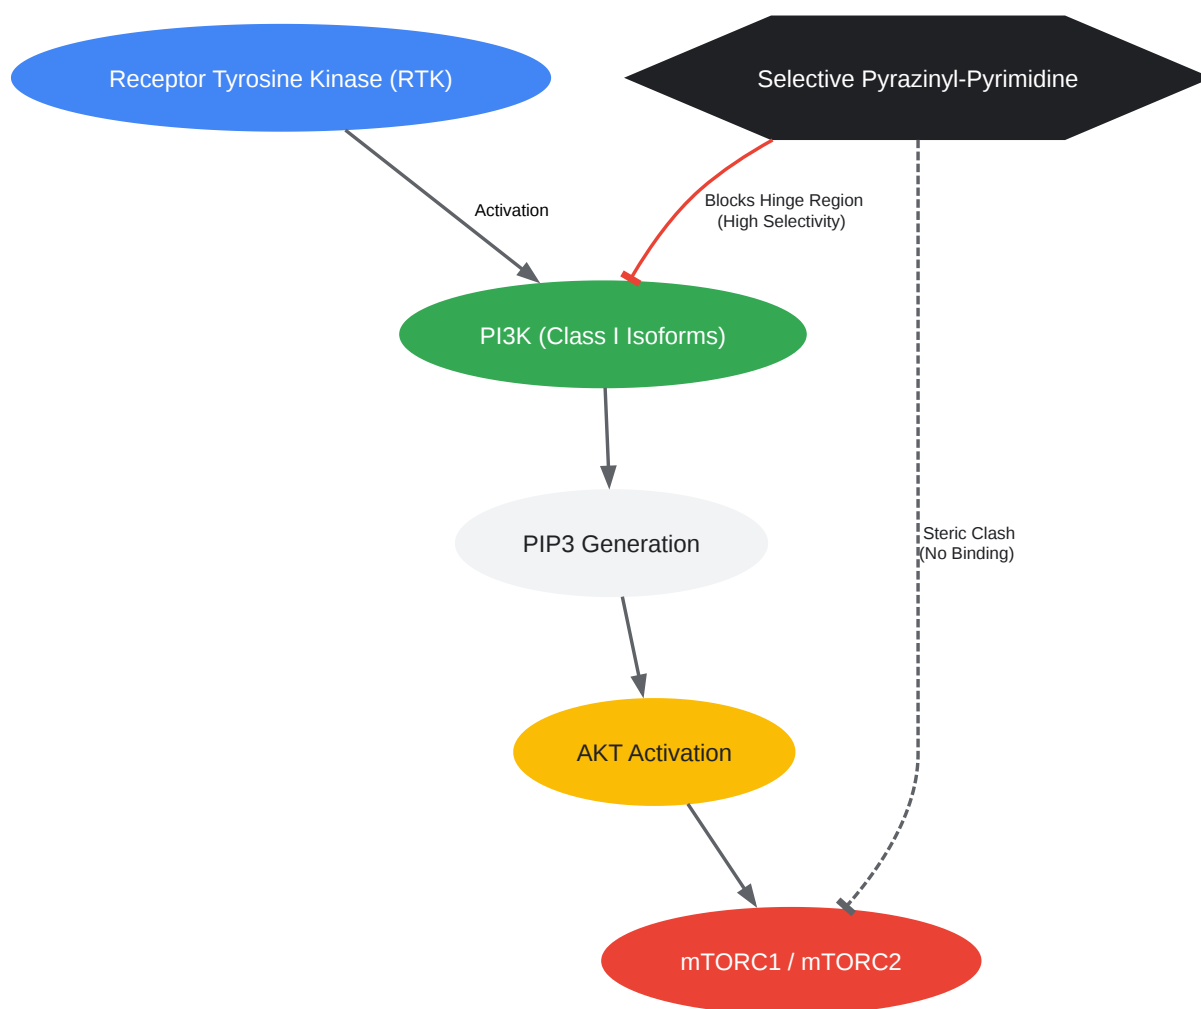 Receptor Tyrosine Kinase (RTK)
Selective Pyrazinyl-Pyrimidine
Activation
Blocks Hinge Region
(High Selectivity)
PI3K (Class I Isoforms)
PIP3 Generation
Steric Clash
(No Binding)
AKT Activation
mTORC1 / mTORC2